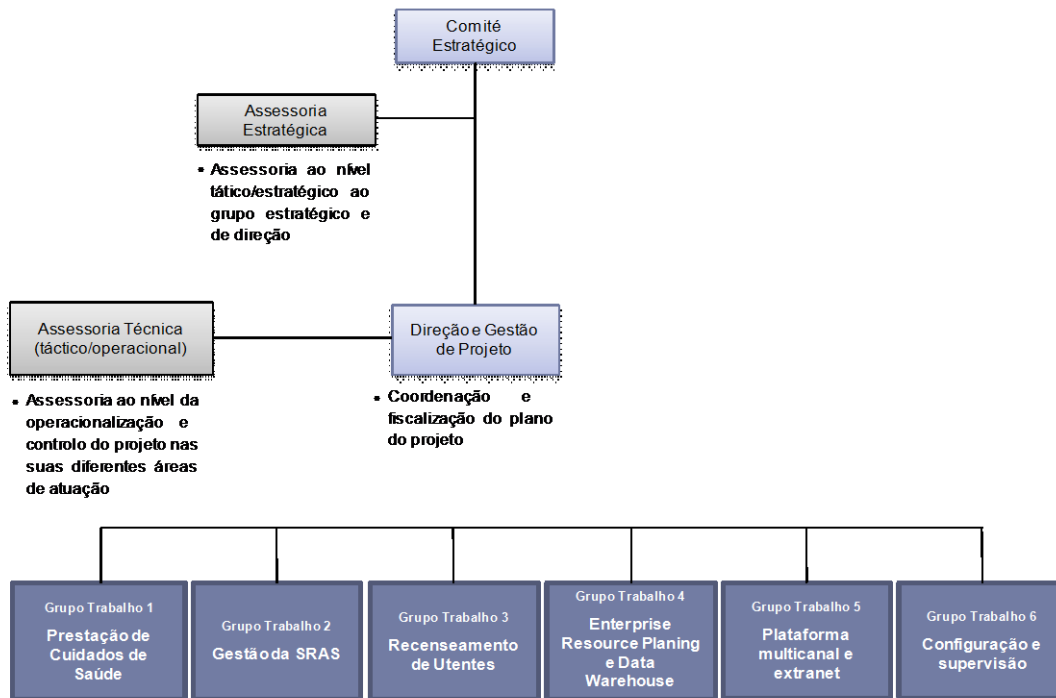 Comité
Estratégico
Assessoria
Estratégica
• Assessoria ao nível
tático/estratégico ao
grupo estratégico e
de direção
Assessoria Técnica
(táctico/operacional)
• Assessoria ao nível da
operacionalização e
controlo do projeto nas
suas diferentes áreas
de atuação
Direção e Gestão
de Projeto
• Coordenação e
fiscalização do plano
do projeto
Grupo Trabalho 1
Prestação de
Cuidados de
Saúde
Grupo Trabalho 2
Gestão da SRAS
Grupo Trabalho 3
Recenseamento
de Utentes
Grupo Trabalho 4
Enterprise
Resource Planing
e Data
Warehouse
Grupo Trabalho 5
Plataforma
multicanal e
extranet
Grupo Trabalho 6
Configuração e
supervisão